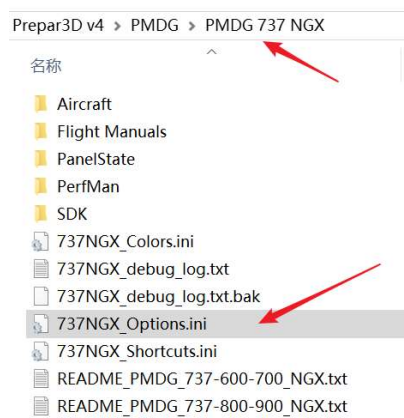 Prepar3D v4 > PMDG > PMDG 737 NGX
名称
Aircraft
Flight Manuals
PanelState
PerfMan
SDK
737NGX_Colors.ini
737NGX_debug_log.txt
737NGX_debug_log.txt.bak
737NGX_Options.ini
737NGX_Shortcuts.ini
README_PMDG_737-600-700_NGX.txt
README_PMDG_737-800-900_NGX.txt